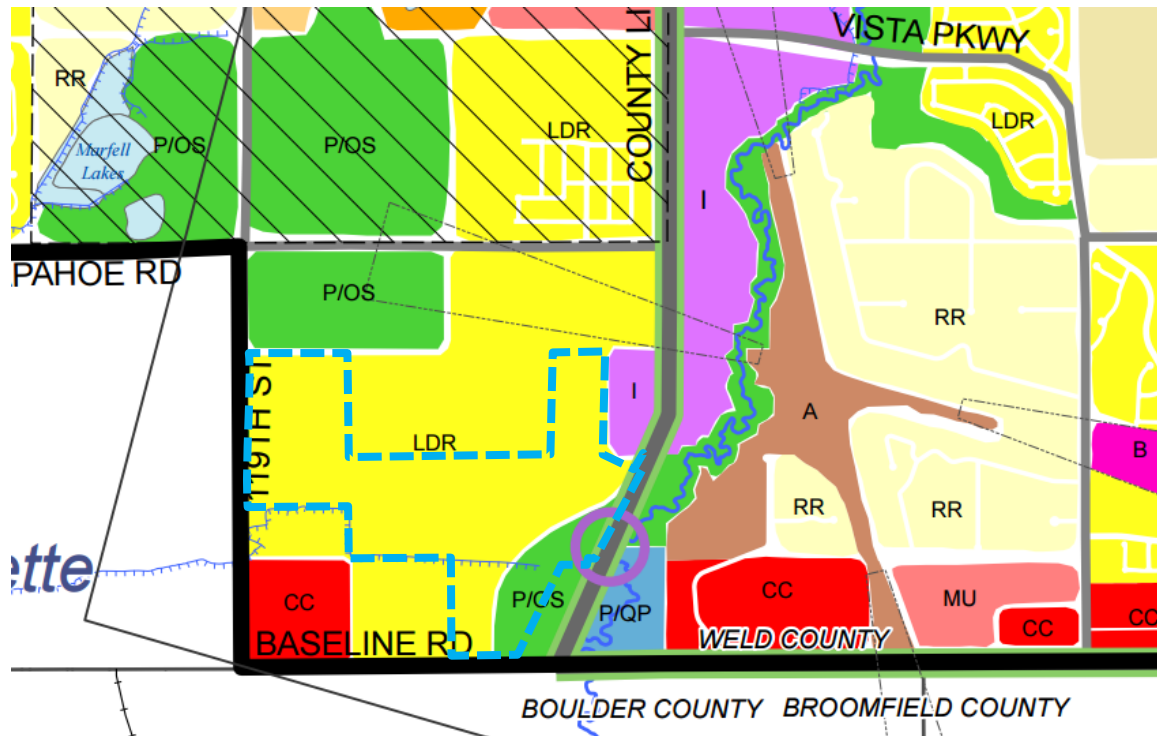 COUNTY LI
VISTA PKWY
RR
LDR
LDR
P/OS
P/OS
Marfell
Lakes
I
PAHOE RD
P/OS
RR
119TH ST
I
LDR
A
B
RR
RR
ette
CC
P/OS
P/QP
CC
MU
CC
CC
BASELINE RD
WELD COUNTY
BOULDER COUNTY
BROOMFIELD COUNTY